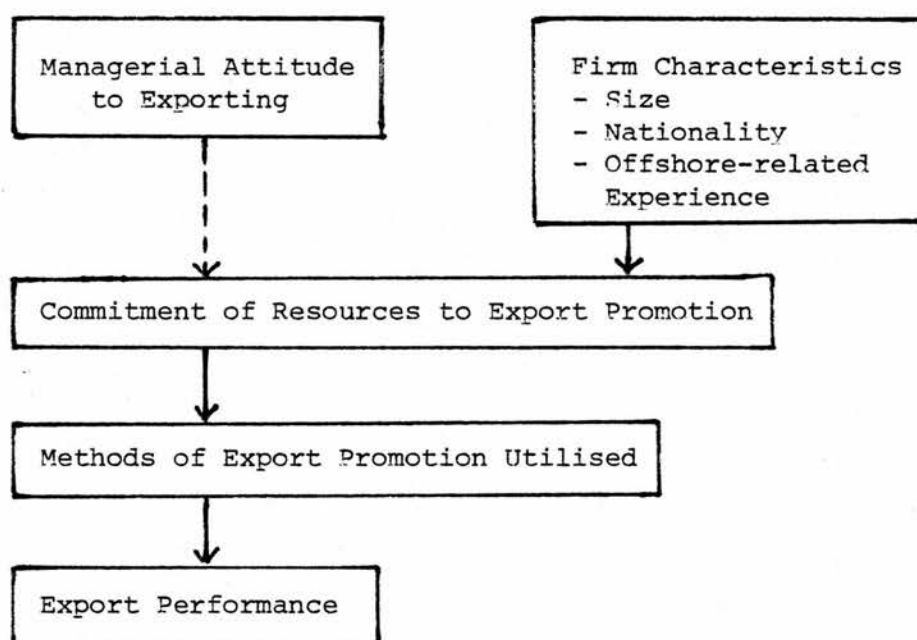 Managerial Attitude
to Exporting
Firm Characteristics
- Size
- Nationality
- Offshore-related
Experience
Commitment of Resources to Export Promotion
Methods of Export Promotion Utilised
Export Performance